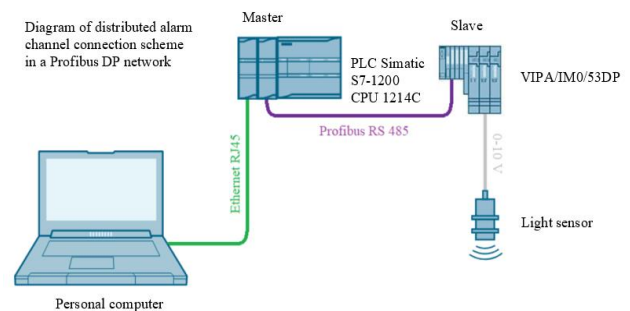 Diagram of distributed alarm
channel connection scheme
in a Profibus DP network
Master
Slave
PLC Simatic
S7-1200
CPU 1214C
VIPA/IM0/53DP
Profibus RS 485
Ethernet RJ45
0-10 V
Light sensor
Personal computer